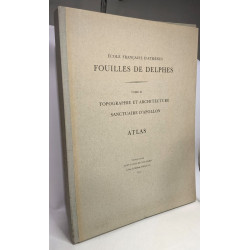 ÉCOLE FRANÇAISE D'ATHÈNES
FOUILLES DE DELPHES
TOME II
TOPOGRAPHIE ET ARCHITECTURE
SANCTUAIRE D'APOLLON
ATLAS